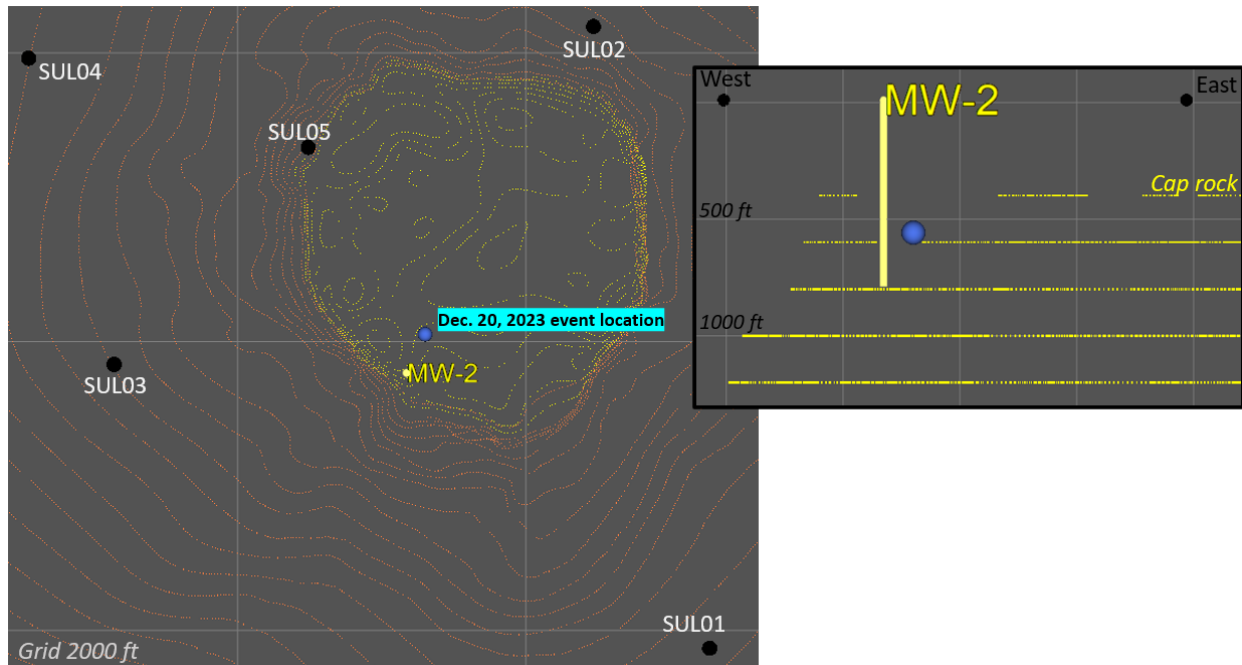 SUL02
SUL04
SUL05
Dec. 20, 2023 event location
MW-2
SUL03
SUL01
Grid 2000 ft
West
East
MW-2
Cap rock
500 ft
1000 ft